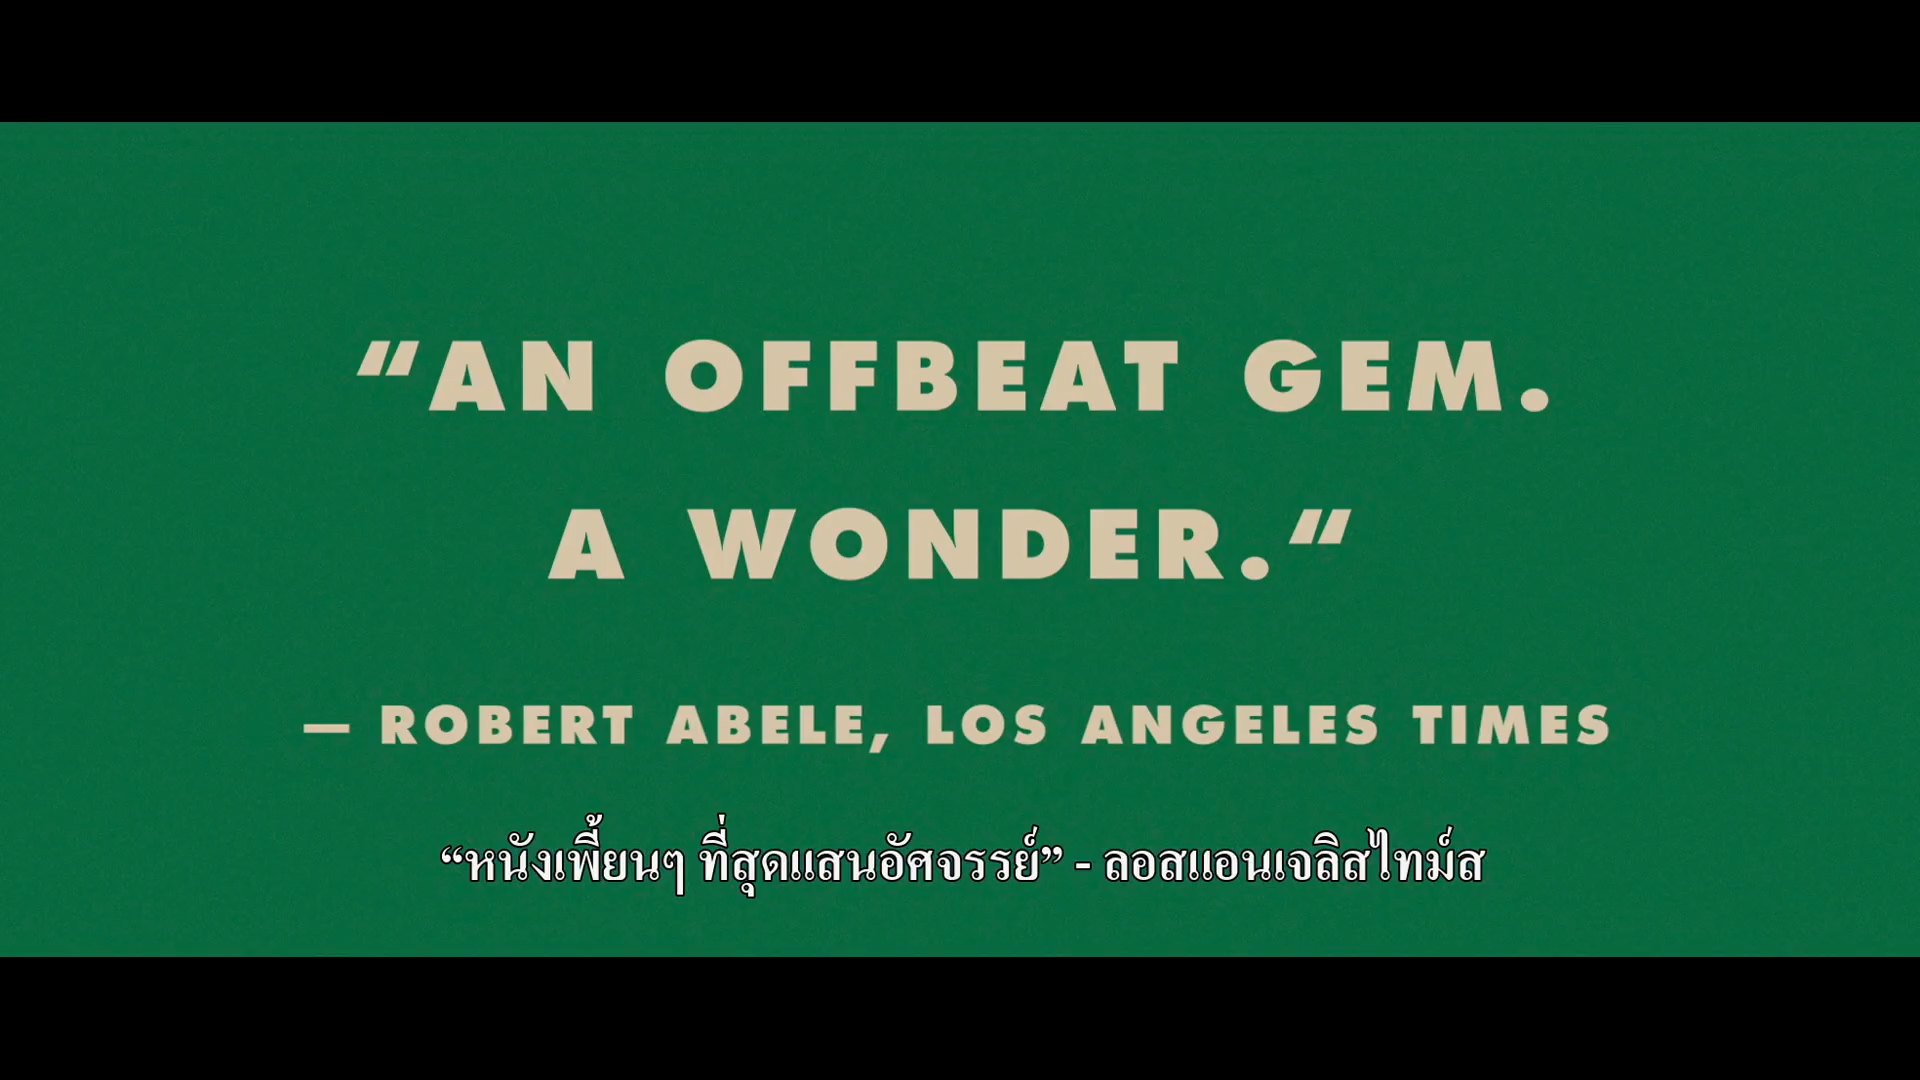 “AN OFFBEAT GEM.
A WONDER.“
— ROBERT ABELE, LOS ANGELES TIMES
“หนังเพี้ยนๆ ที่สุดแสนอัศจรรย์” - ลอสแอนเจลิสไทม์ส